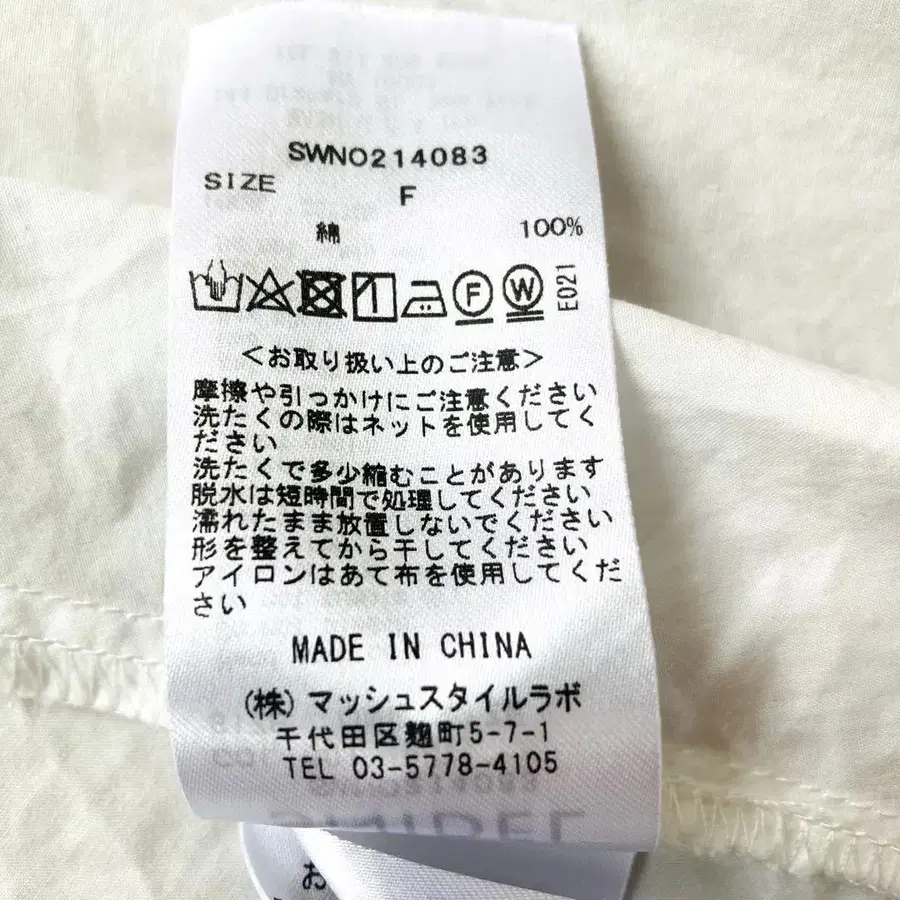 SWNO214083
SIZE F
綿 100%
F W E021
<お取り扱い上のご注意>
摩擦や引っかけにご注意ください
洗たくの際はネットを使用してく
ださい
洗たくで多少縮むことがあります
脱水は短時間で処理してください
濡れたまま放置しないでください
形を整えてから干してください
アイロンはあて布を使用してくだ
さい
MADE IN CHINA
(株)マッシュスタイルラボ
千代田区麹町5-7-1
TEL 03-5778-4105
お